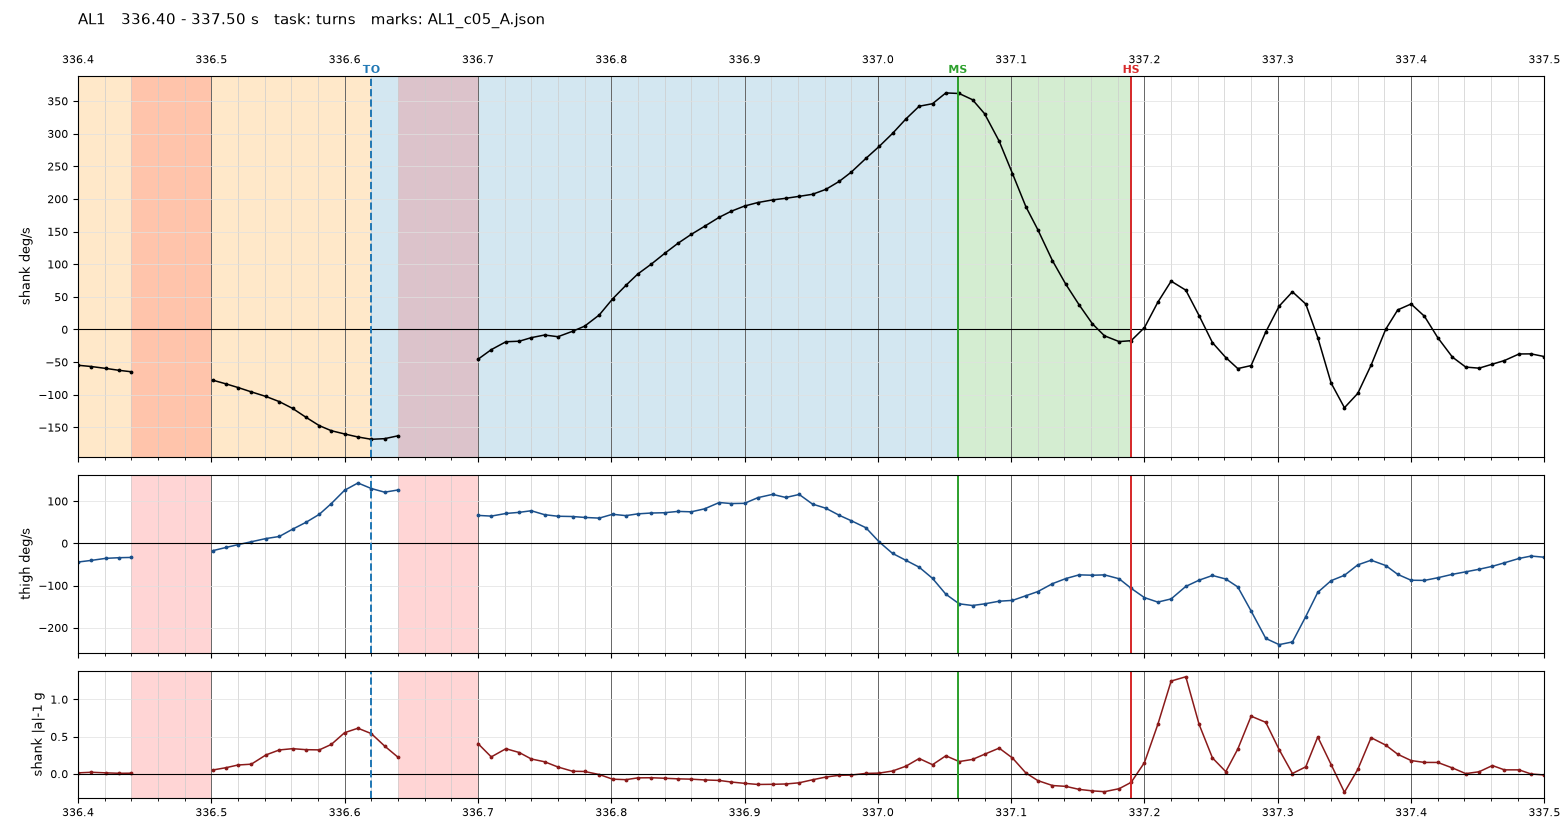 AL1   336.40 - 337.50 s   task: turns   marks: AL1_c05_A.json
336.4 336.5 336.6 336.7 336.8 336.9 337.0 337.1 337.2 337.3 337.4 337.5
TO MS HS
shank deg/s
350
300
250
200
150
100
50
0
−50
−100
−150
thigh deg/s
100
0
−100
−200
shank |a|-1 g
1.0
0.5
0.0
336.4 336.5 336.6 336.7 336.8 336.9 337.0 337.1 337.2 337.3 337.4 337.5